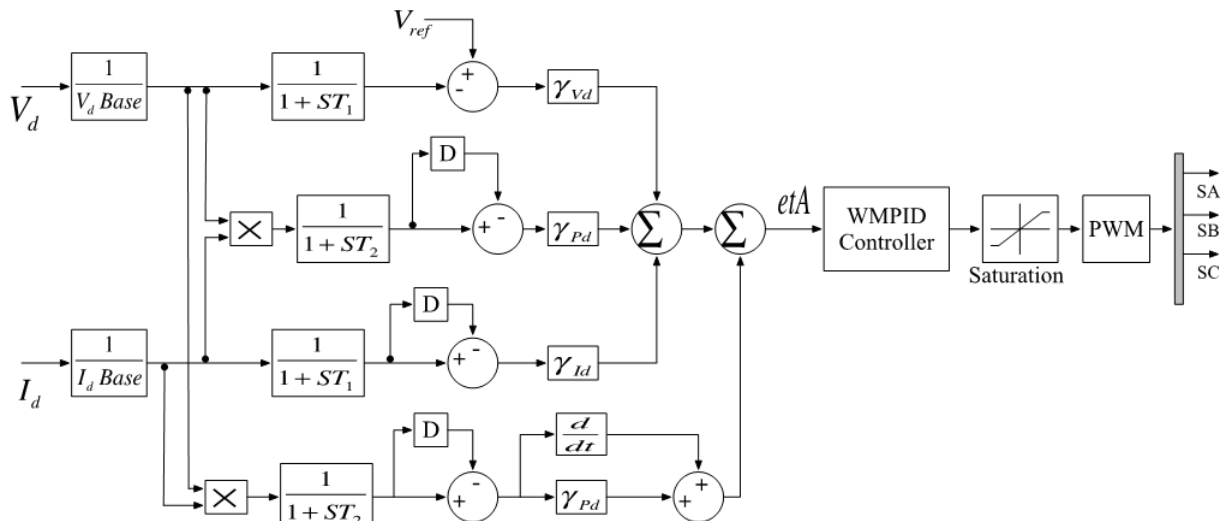 V_ref
1
V_d Base
V_d
1
1 + ST_1
+
-
γ_Vd
D
×
1
1 + ST_2
+ -
γ_Pd
Σ
Σ
etA
WMPID
Controller
Saturation
PWM
SA
SB
SC
1
I_d Base
I_d
1
1 + ST_1
D
+ -
γ_Id
×
1
1 + ST_2
D
+ -
d
dt
γ_Pd
+ +